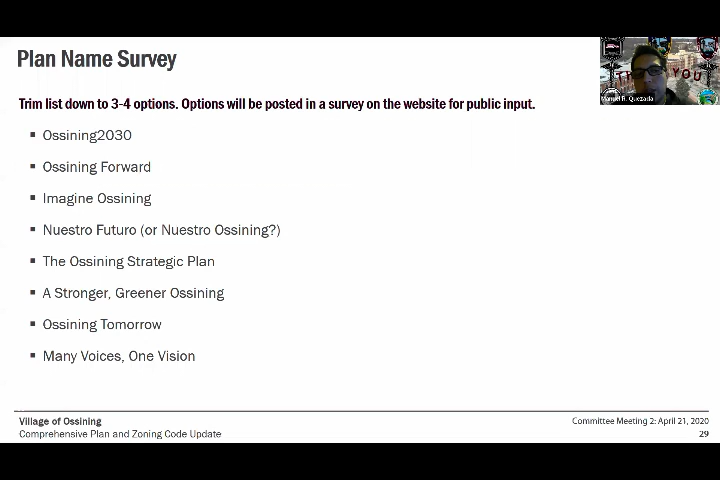 Plan Name Survey
Trim list down to 3-4 options. Options will be posted in a survey on the website for public input.
▪ Ossining2030
▪ Ossining Forward
▪ Imagine Ossining
▪ Nuestro Futuro (or Nuestro Ossining?)
▪ The Ossining Strategic Plan
▪ A Stronger, Greener Ossining
▪ Ossining Tomorrow
▪ Many Voices, One Vision
YOU
Manuel R. Quezada
Village of Ossining
Comprehensive Plan and Zoning Code Update
Committee Meeting 2: April 21, 2020
29